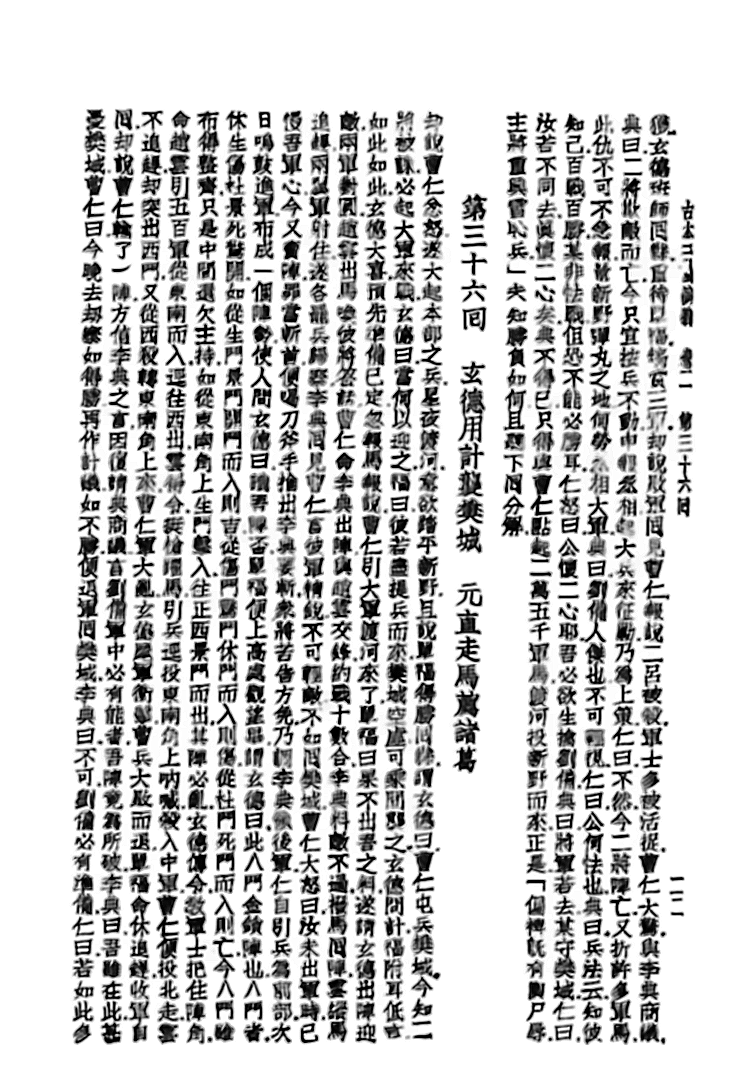 古本三國演義　卷二　第三十六回
一二一
獲玄德班師回縣重待單福犒賞三軍却說敗軍回見曹仁報說二呂被殺軍士多被活捉曹仁大驚與李典商議
典曰二將欺敵而亡今只宜按兵不動申報丞相起大兵來征勦乃爲上策仁曰不然今二將陣亡又折許多軍馬
此仇不可不急報量新野彈丸之地何勞丞相大軍典曰劉備人傑也不可輕視仁曰公何怯也典曰兵法云知彼
知己百戰百勝某非怯戰但恐不能必勝耳仁怒曰公懷二心耶吾必欲生擒劉備典曰將軍若去某守樊城仁曰
汝若不同去眞懷二心矣典不得已只得與曹仁點起二萬五千軍馬渡河投新野而來正是「偏裨旣有輿尸辱
主將重興雪恥兵」未知勝負如何且聽下回分解
第三十六回　玄德用計襲樊城　元直走馬薦諸葛
却說曹仁忿怒遂大起本部之兵星夜渡河意欲踏平新野且說單福得勝回縣謂玄德曰曹仁屯兵樊城今知二
將被誅必起大軍來戰玄德曰當何以迎之福曰彼若盡提兵而來樊城空虛可乘間取之玄德問計福附耳低言
如此如此玄德大喜預先準備已定忽報馬報說曹仁引大軍渡河來了單福曰果不出吾之料遂請玄德出陣迎
敵兩軍對圓趙雲出馬喚彼將答話曹仁命李典出陣與趙雲交鋒約戰十數合李典料敵不過撥馬回陣雲縱馬
追趕兩翼軍射住遂各罷兵歸寨李典回見曹仁言彼軍精銳不可輕敵不如回樊城曹仁大怒曰汝未出軍時已
慢吾軍心今又賣陣罪當斬首便喝刀斧手推出李典要斬衆將苦告方免乃調李典領後軍仁自引兵爲前部次
日鳴鼓進軍布成一個陣勢使人問玄德曰識吾陣否單福便上高處觀望畢謂玄德曰此八門金鎖陣也八門者
休生傷杜景死驚開如從生門景門開門而入則吉從傷門驚門休門而入則傷從杜門死門而入則亡今八門雖
布得整齊只是中間還欠主持如從東南角上生門擊入往正西景門而出其陣必亂玄德傳令敎軍士把住陣角
命趙雲引五百軍從東南而入逕往西出雲得令挺槍躍馬引兵逕投東南角上吶喊殺入中軍曹仁便投北走雲
不追趕却突出西門又從西殺轉東南角上來曹仁軍大亂玄德麾軍衝擊曹兵大敗而退單福命休追趕收軍自
回却說曹仁輸了一陣方信李典之言因復請典商議言劉備軍中必有能者吾陣竟爲所破李典曰吾雖在此甚
憂樊城曹仁曰今晚去劫寨如得勝再作計議如不勝便退軍回樊城李典曰不可劉備必有準備仁曰若如此多